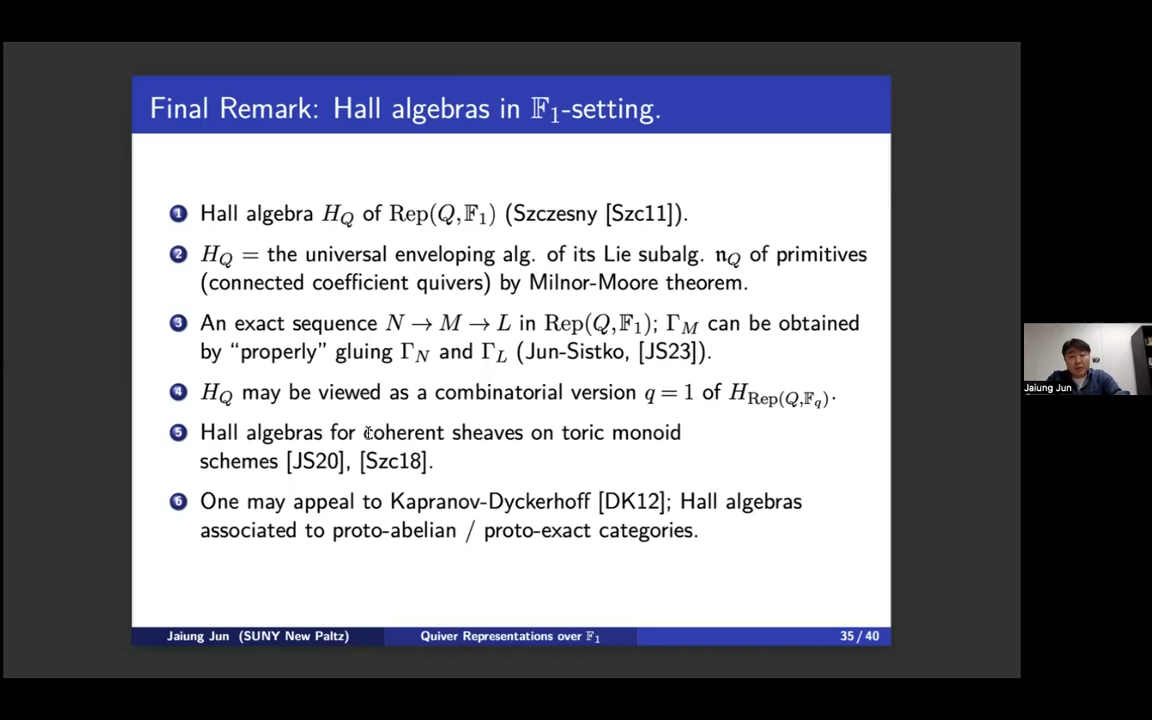 Final Remark: Hall algebras in 𝔽₁-setting.
1 Hall algebra H_Q of Rep(Q, 𝔽₁) (Szczesny [Szc11]).
2 H_Q = the universal enveloping alg. of its Lie subalg. 𝔫_Q of primitives
(connected coefficient quivers) by Milnor-Moore theorem.
3 An exact sequence N → M → L in Rep(Q, 𝔽₁); Γ_M can be obtained
by “properly” gluing Γ_N and Γ_L (Jun-Sistko, [JS23]).
4 H_Q may be viewed as a combinatorial version q = 1 of H_Rep(Q,𝔽_q).
5 Hall algebras for coherent sheaves on toric monoid
schemes [JS20], [Szc18].
6 One may appeal to Kapranov-Dyckerhoff [DK12]; Hall algebras
associated to proto-abelian / proto-exact categories.
Jaiung Jun (SUNY New Paltz) Quiver Representations over 𝔽₁ 35 / 40
Jaiung Jun